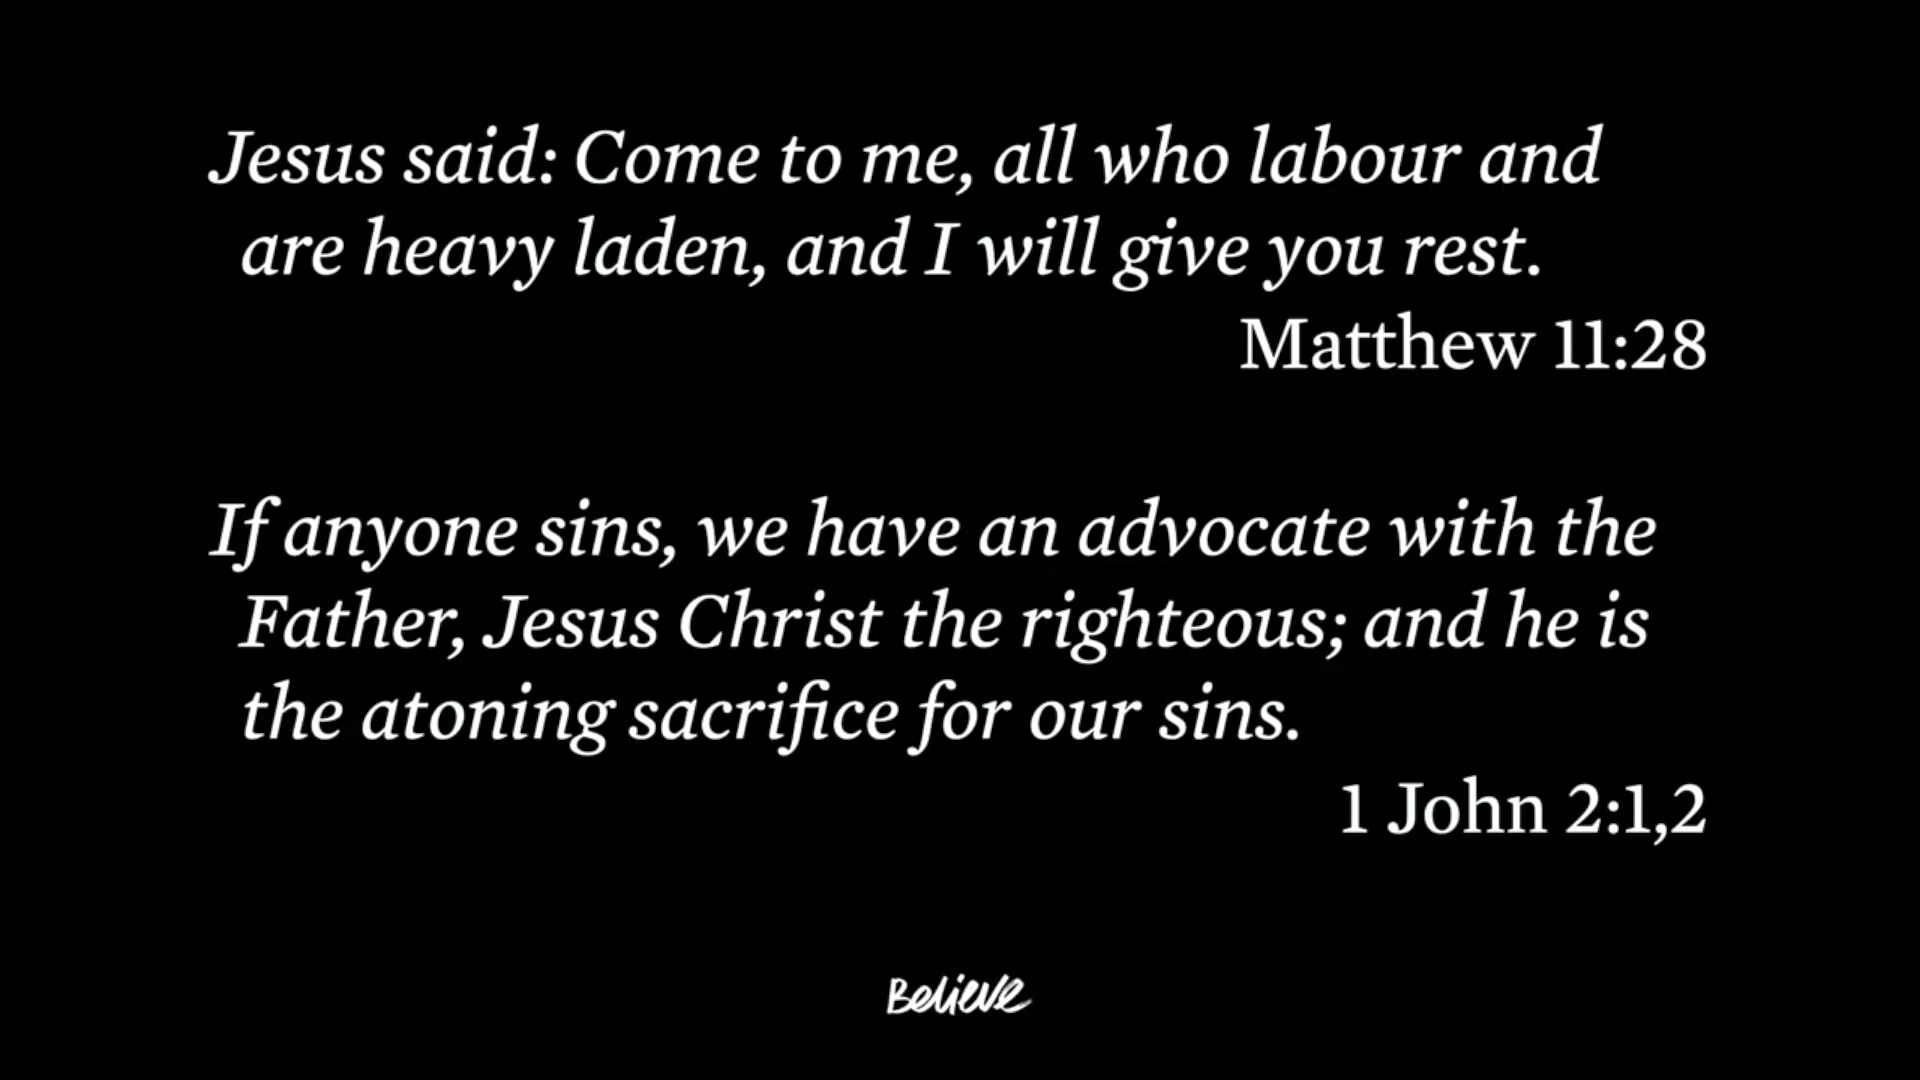 Jesus said: Come to me, all who labour and
are heavy laden, and I will give you rest.
Matthew 11:28
If anyone sins, we have an advocate with the
Father, Jesus Christ the righteous; and he is
the atoning sacrifice for our sins.
1 John 2:1,2
Believe